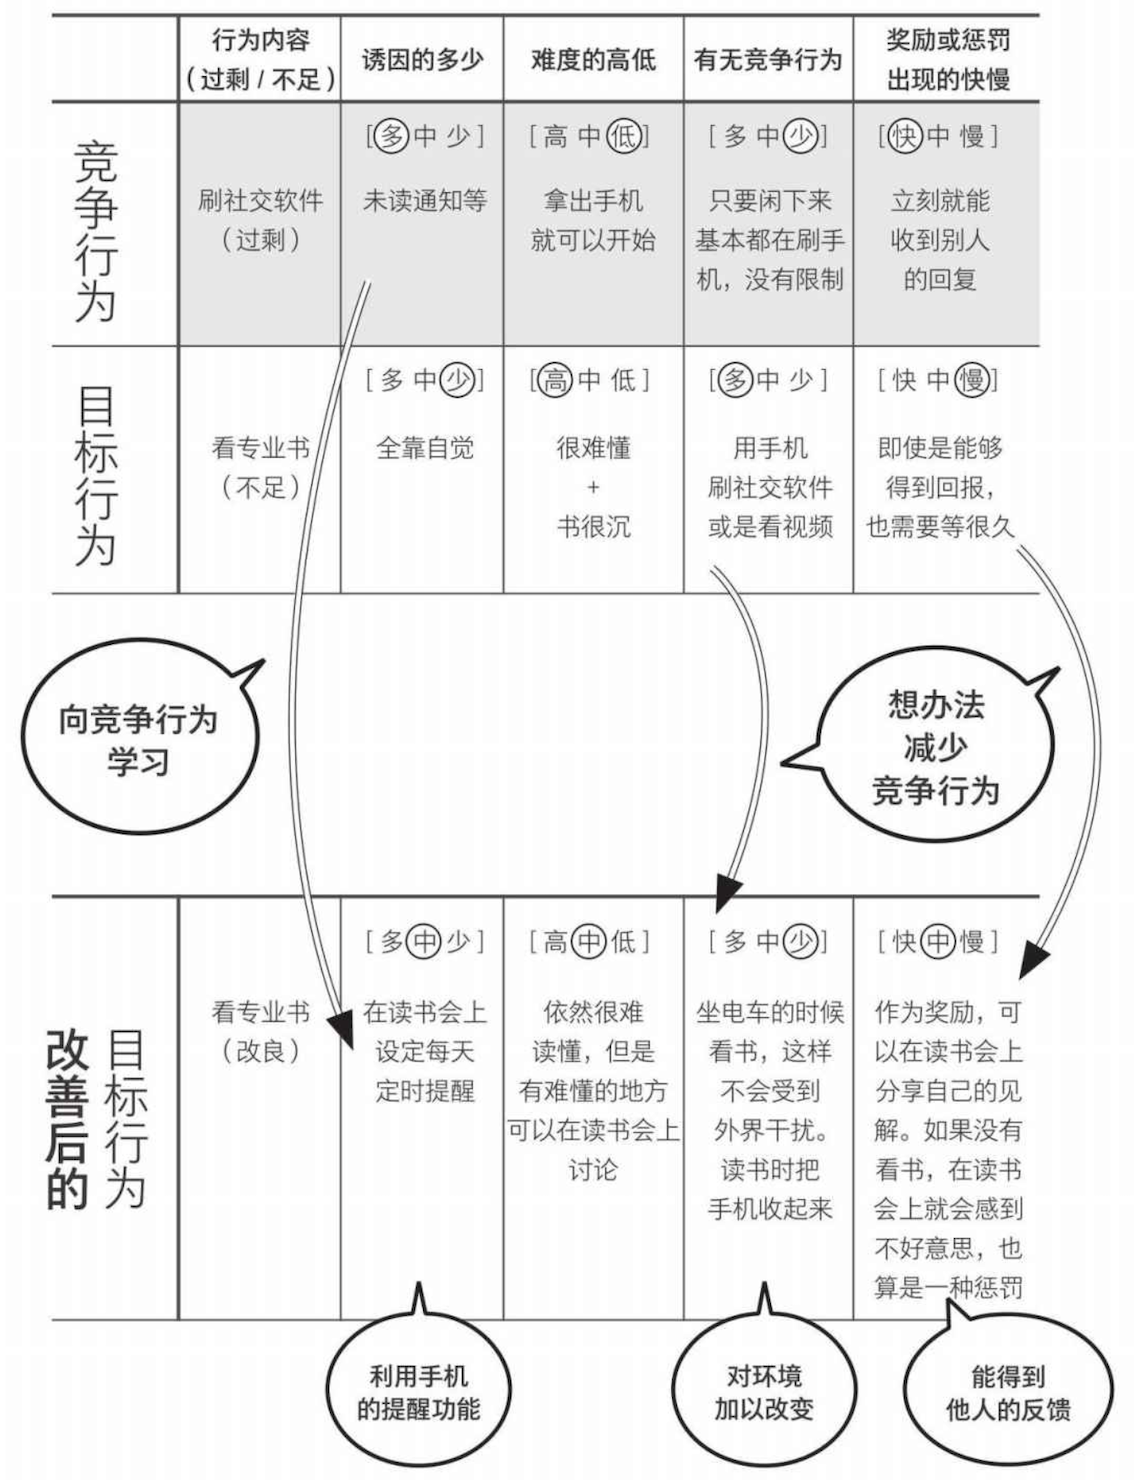 行为内容
（过剩 / 不足）
诱因的多少
难度的高低
有无竞争行为
奖励或惩罚
出现的快慢
竞争行为
刷社交软件
（过剩）
[多 中 少]
未读通知等
[高 中 低]
拿出手机
就可以开始
[多 中 少]
只要闲下来
基本都在刷手
机，没有限制
[快 中 慢]
立刻就能
收到别人
的回复
目标行为
看专业书
（不足）
[多 中 少]
全靠自觉
[高 中 低]
很难懂
+
书很沉
[多 中 少]
用手机
刷社交软件
或是看视频
[快 中 慢]
即使是能够
得到回报，
也需要等很久
向竞争行为
学习
想办法
减少
竞争行为
改善后的
目标行为
看专业书
（改良）
[多 中 少]
在读书会上
设定每天
定时提醒
[高 中 低]
依然很难
读懂，但是
有难懂的地方
可以在读书会上
讨论
[多 中 少]
坐电车的时候
看书，这样
不会受到
外界干扰。
读书时把
手机收起来
[快 中 慢]
作为奖励，可
以在读书会上
分享自己的见
解。如果没有
看书，在读书
会上就会感到
不好意思，也
算是一种惩罚
利用手机
的提醒功能
对环境
加以改变
能得到
他人的反馈